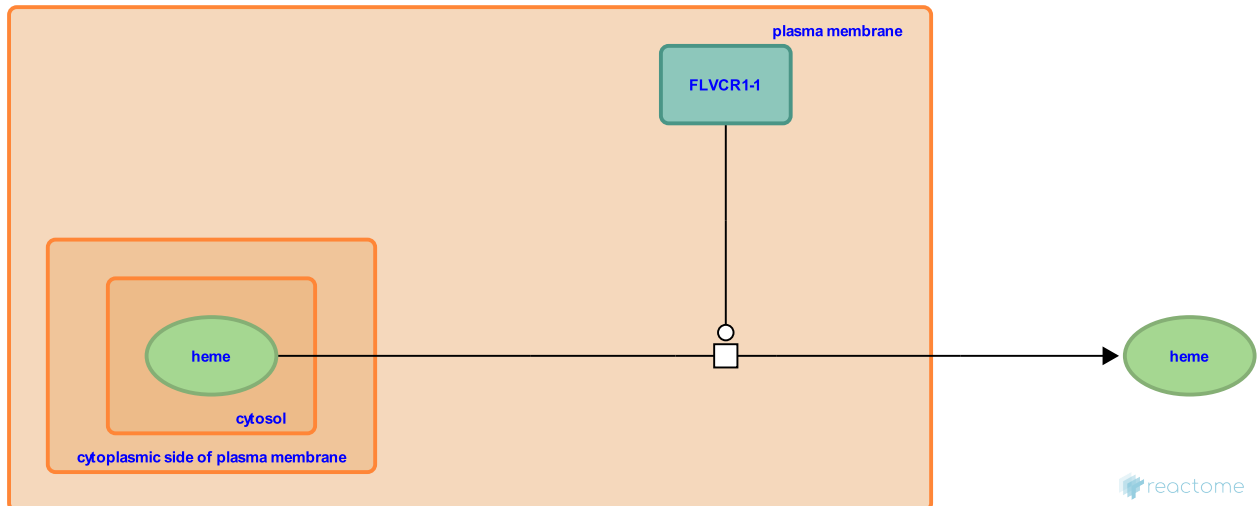 plasma membrane
FLVCR1-1
heme
heme
cytosol
cytoplasmic side of plasma membrane
reactome